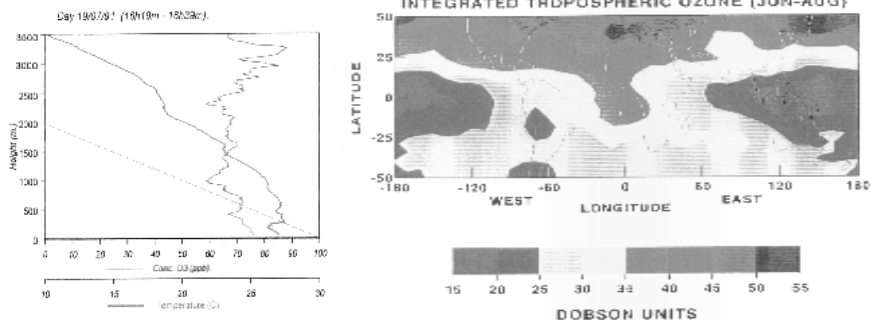 Day 19/07/91 (16h19m - 16h39m).
3500
3000
2500
2000
1500
1000
500
0
Height (m.)
0 10 20 30 40 50 60 70 80 90 100
Conc. O3 (ppb)
10 15 20 25 30
Temperature (C)
INTEGRATED TROPOSPHERIC OZONE (JUN-AUG)
50
25
0
-25
-50
LATITUDE
-180 -120 -60 0 60 120 180
WEST EAST
LONGITUDE
15 20 25 30 35 40 45 50 55
DOBSON UNITS